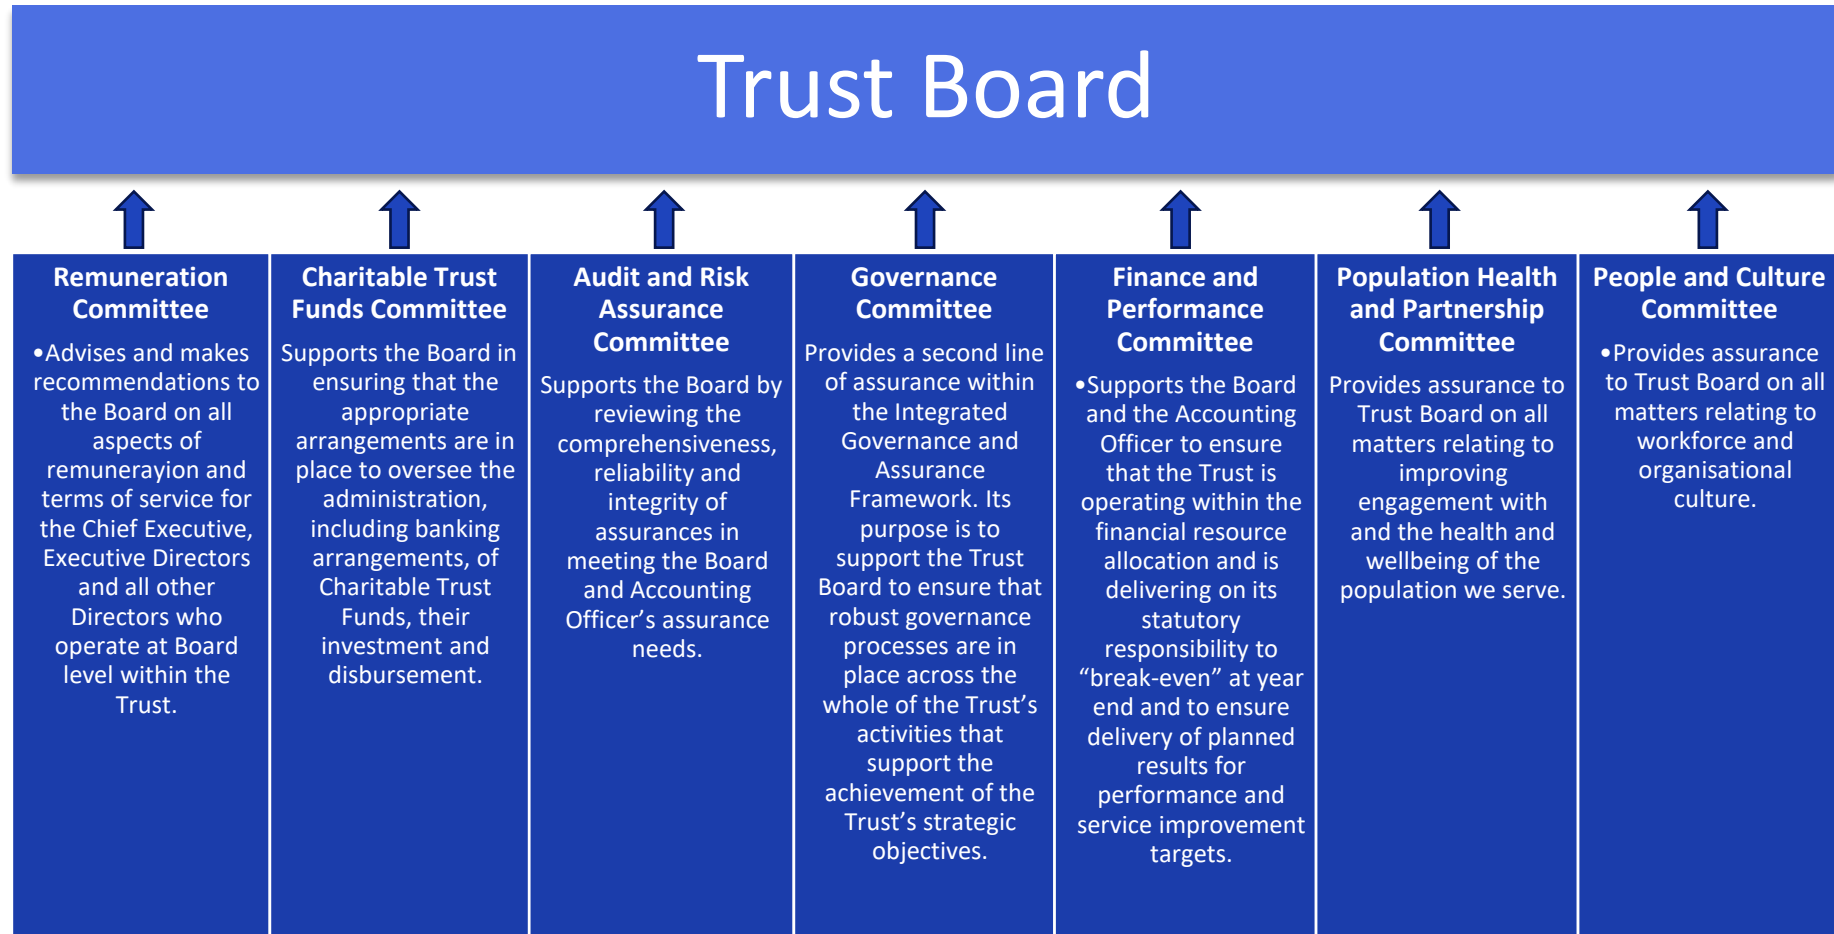 Trust Board
Remuneration
Committee
•Advises and makes
recommendations to
the Board on all
aspects of
remunerayion and
terms of service for
the Chief Executive,
Executive Directors
and all other
Directors who
operate at Board
level within the
Trust.
Charitable Trust
Funds Committee
Supports the Board in
ensuring that the
appropriate
arrangements are in
place to oversee the
administration,
including banking
arrangements, of
Charitable Trust
Funds, their
investment and
disbursement.
Audit and Risk
Assurance
Committee
Supports the Board by
reviewing the
comprehensiveness,
reliability and
integrity of
assurances in
meeting the Board
and Accounting
Officer’s assurance
needs.
Governance
Committee
Provides a second line
of assurance within
the Integrated
Governance and
Assurance
Framework. Its
purpose is to
support the Trust
Board to ensure that
robust governance
processes are in
place across the
whole of the Trust’s
activities that
support the
achievement of the
Trust’s strategic
objectives.
Finance and
Performance
Committee
•Supports the Board
and the Accounting
Officer to ensure
that the Trust is
operating within the
financial resource
allocation and is
delivering on its
statutory
responsibility to
“break-even” at year
end and to ensure
delivery of planned
results for
performance and
service improvement
targets.
Population Health
and Partnership
Committee
Provides assurance to
Trust Board on all
matters relating to
improving
engagement with
and the health and
wellbeing of the
population we serve.
People and Culture
Committee
•Provides assurance
to Trust Board on all
matters relating to
workforce and
organisational
culture.